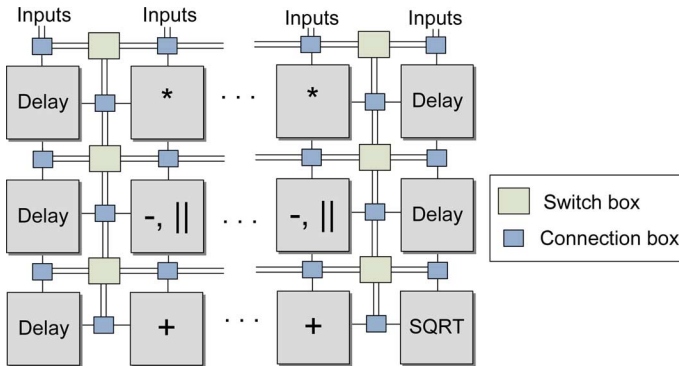 Inputs Inputs Inputs Inputs
Delay * . . . * Delay
Delay -, || . . . -, || Delay
Switch box
Connection box
Delay + . . . + SQRT